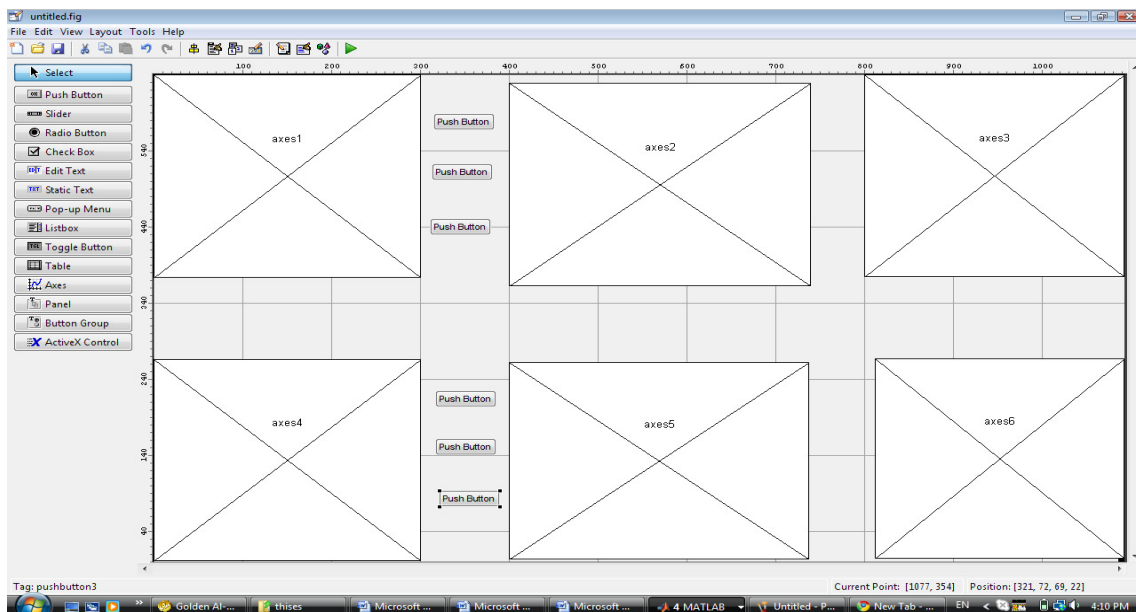 untitled.fig
File Edit View Layout Tools Help
Select
Push Button
Slider
Radio Button
Check Box
Edit Text
Static Text
Pop-up Menu
Listbox
Toggle Button
Table
Axes
Panel
Button Group
ActiveX Control
100 200 300 400 500 600 700 800 900 1000
540
440
340
240
140
40
axes1
Push Button
Push Button
Push Button
axes2
axes3
axes4
Push Button
Push Button
Push Button
axes5
axes6
Tag: pushbutton3
Current Point: [1077, 354] Position: [321, 72, 69, 22]
Golden Al-... thises Microsoft ... Microsoft ... Microsoft ... 4 MATLAB Untitled - P... New Tab - ... EN 4:10 PM